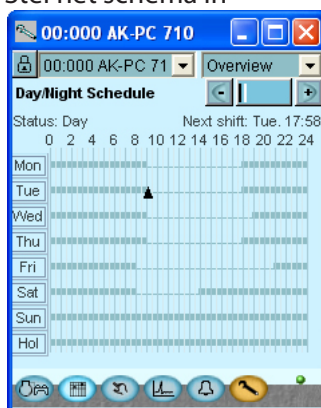 Stel het schema in
00:000 AK-PC 710
00:000 AK-PC 71 Overview
Day/Night Schedule
Status: Day Next shift: Tue. 17:58
0 2 4 6 8 10 12 14 16 18 20 22 24
Mon
Tue
Wed
Thu
Fri
Sat
Sun
Hol